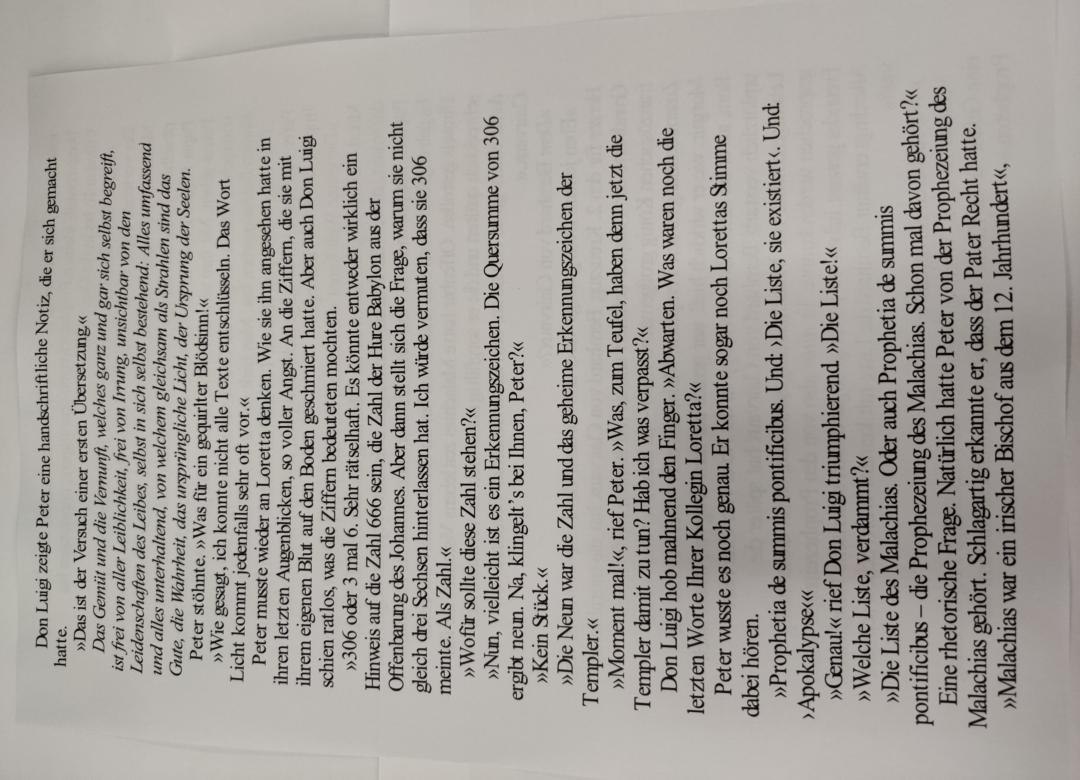 Don Luigi zeigte Peter eine handschriftliche Notiz, die er sich gemacht
hatte.
»Das ist der Versuch einer ersten Übersetzung.«
Das Gemüt und die Vernunft, welches ganz und gar sich selbst begreift,
ist frei von aller Leiblichkeit, frei von Irrung, unsichtbar von den
Leidenschaften des Leibes, selbst in sich selbst bestehend: Alles umfassend
und alles unterhaltend, von welchem gleichsam als Strahlen sind das
Gute, die Wahrheit, das ursprüngliche Licht, der Ursprung der Seelen.
Peter stöhnte. »Was für ein gequirlter Blödsinn!«
»Wie gesagt, ich konnte nicht alle Texte entschlüsseln. Das Wort
Licht kommt jedenfalls sehr oft vor.«
Peter musste wieder an Loretta denken. Wie sie ihn angesehen hatte in
ihren letzten Augenblicken, so voller Angst. An die Ziffern, die sie mit
ihrem eigenen Blut auf den Boden geschmiert hatte. Aber auch Don Luigi
schien ratlos, was die Ziffern bedeuteten mochten.
»306 oder 3 mal 6. Sehr rätselhaft. Es könnte entweder wirklich ein
Hinweis auf die Zahl 666 sein, die Zahl der Hure Babylon aus der
Offenbarung des Johannes. Aber dann stellt sich die Frage, warum sie nicht
gleich drei Sechsen hinterlassen hat. Ich würde vermuten, dass sie 306
meinte. Als Zahl.«
»Wofür sollte diese Zahl stehen?«
»Nun, vielleicht ist es ein Erkennungszeichen. Die Quersumme von 306
ergibt neun. Na, klingelt's bei Ihnen, Peter?«
»Kein Stück.«
»Die Neun war die Zahl und das geheime Erkennungszeichen der
Templer.«
»Moment mal!«, rief Peter. »Was, zum Teufel, haben denn jetzt die
Templer damit zu tun? Hab ich was verpasst?«
Don Luigi hob mahnend den Finger. »Abwarten. Was waren noch die
letzten Worte Ihrer Kollegin Loretta?«
Peter wusste es noch genau. Er konnte sogar noch Lorettas Stimme
dabei hören.
»Prophetia de summis pontificibus. Und: ›Die Liste, sie existiert‹. Und:
›Apokalypse‹«
»Genau!« rief Don Luigi triumphierend. »Die Liste!«
»Welche Liste, verdammt?«
»Die Liste des Malachias. Oder auch Prophetia de summis
pontificibus – die Prophezeiung des Malachias. Schon mal davon gehört?«
Eine rhetorische Frage. Natürlich hatte Peter von der Prophezeiung des
Malachias gehört. Schlagartig erkannte er, dass der Pater Recht hatte.
»Malachias war ein irischer Bischof aus dem 12. Jahrhundert«,